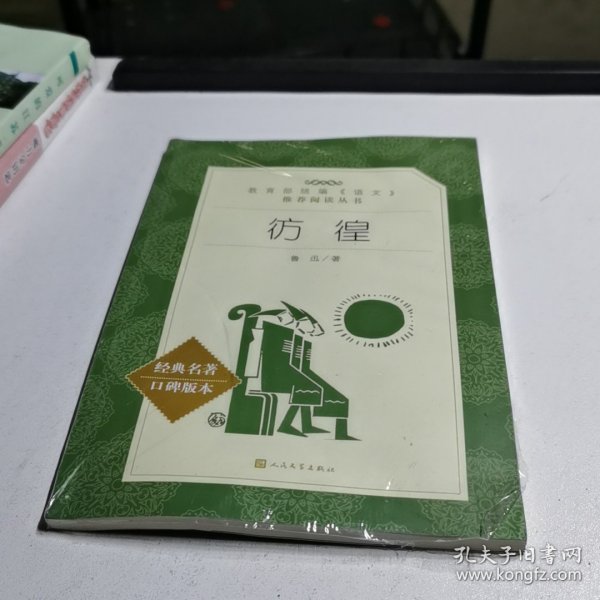 教育部统编《语文》
推荐阅读丛书
彷徨
鲁迅/著
经典名著
口碑版本
人民文学出版社
孔夫子旧书网
www.kongfz.com